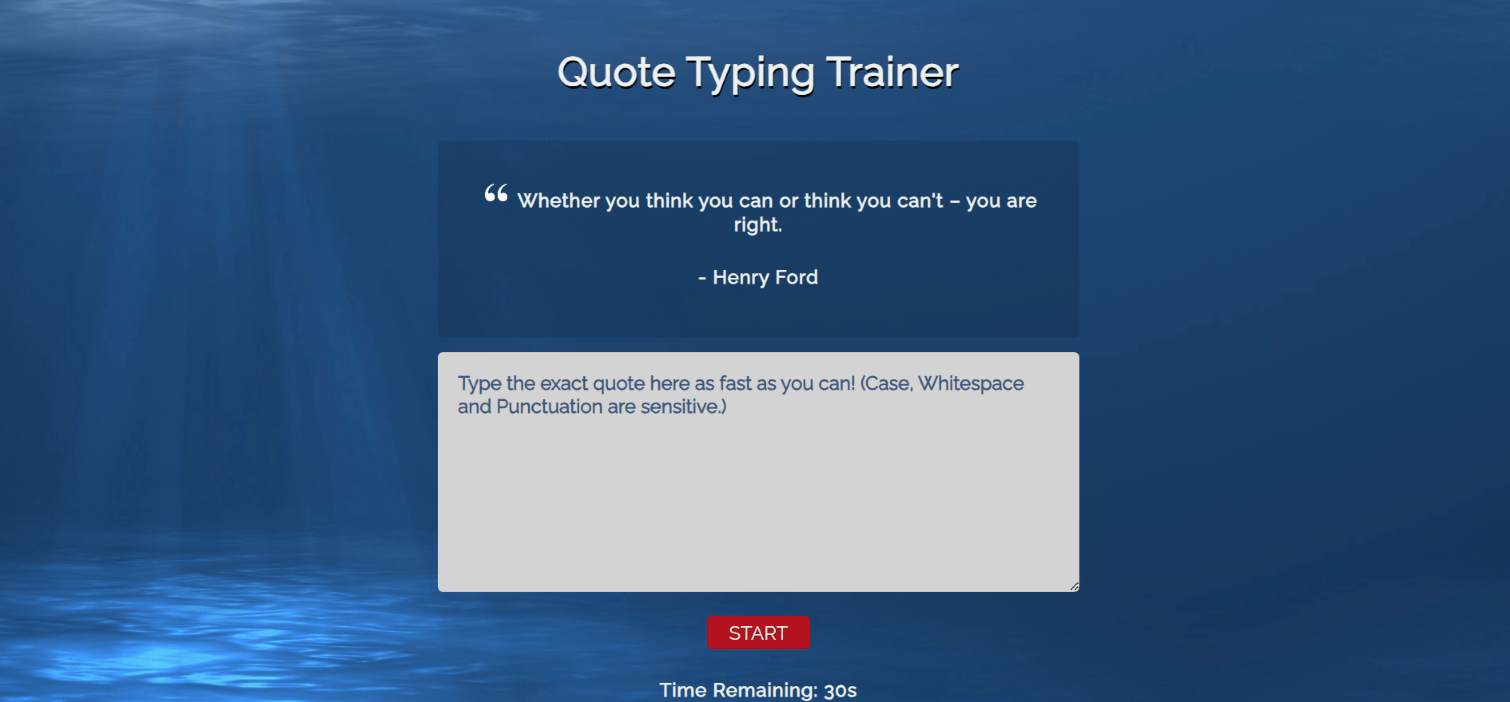 Quote Typing Trainer
“ Whether you think you can or think you can't – you are
right.
- Henry Ford
Type the exact quote here as fast as you can! (Case, Whitespace
and Punctuation are sensitive.)
START
Time Remaining: 30s